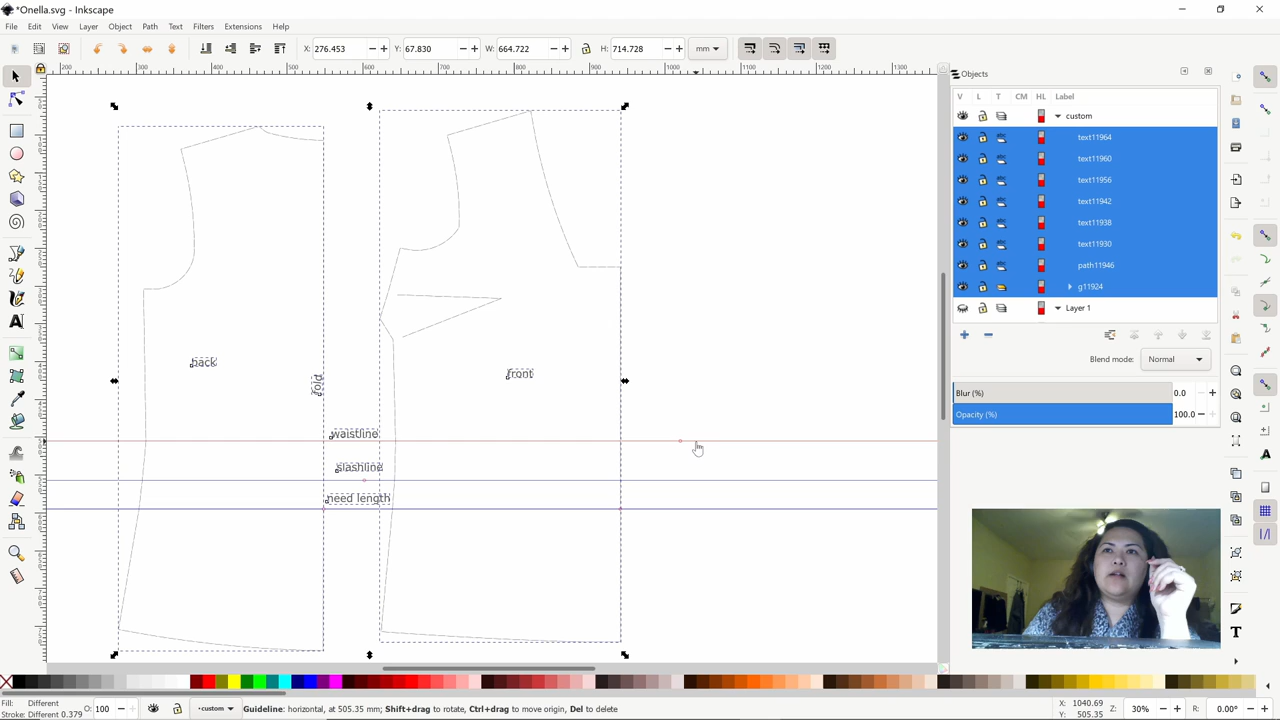 *Onella.svg - Inkscape
File Edit View Layer Object Path Text Filters Extensions Help
X: 276.453 − + Y: 67.830 − + W: 664.722 − + H: 714.728 − + mm
Objects
V L T CM HL Label
custom
text11964
text11960
text11956
text11942
text11938
text11930
path11946
g11924
Layer 1
Blend mode: Normal
Blur (%) 0.0 +
Opacity (%) 100.0 − +
back
fold
front
waistline
slashline
need length
Fill: Different
Stroke: Different 0.379
O: 100 − +
custom
Guideline: horizontal, at 505.35 mm; Shift+drag to rotate, Ctrl+drag to move origin, Del to delete
X: 1040.69
Y: 505.35
Z: 30% − + R: 0.00° − +